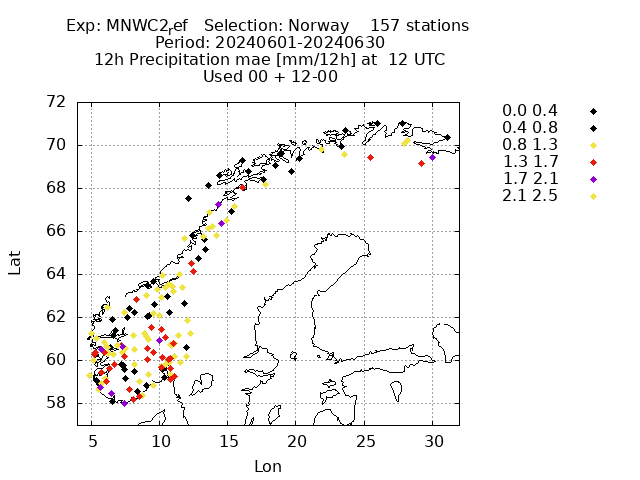 Exp: MNWC2ref   Selection: Norway    157 stations
Period: 20240601-20240630
12h Precipitation mae [mm/12h] at  12 UTC
Used 00 + 12-00
0.0 0.4
0.4 0.8
0.8 1.3
1.3 1.7
1.7 2.1
2.1 2.5
72
70
68
66
64
62
60
58
Lat
5 10 15 20 25 30
Lon